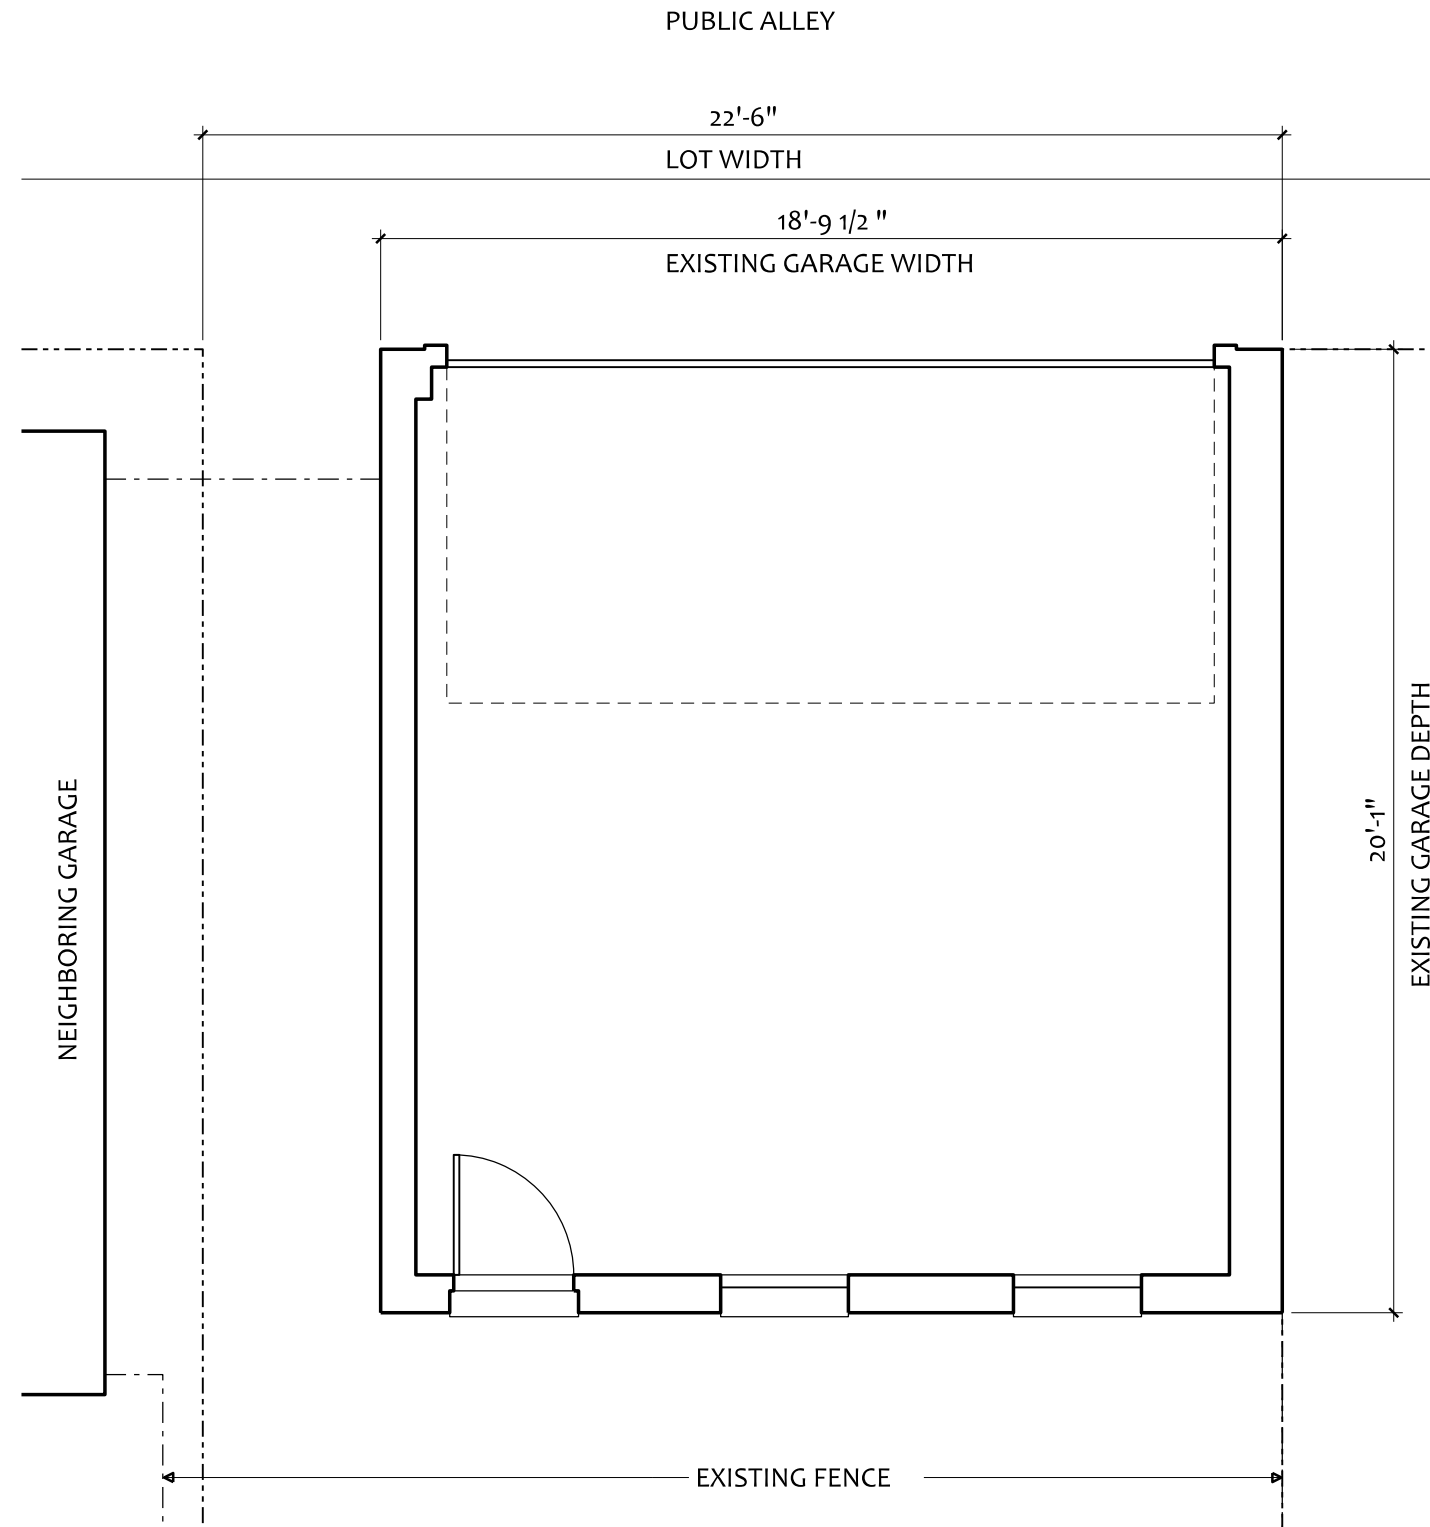 PUBLIC ALLEY
22'-6"
LOT WIDTH
18'-9 1/2 "
EXISTING GARAGE WIDTH
20'-1"
EXISTING GARAGE DEPTH
NEIGHBORING GARAGE
EXISTING FENCE